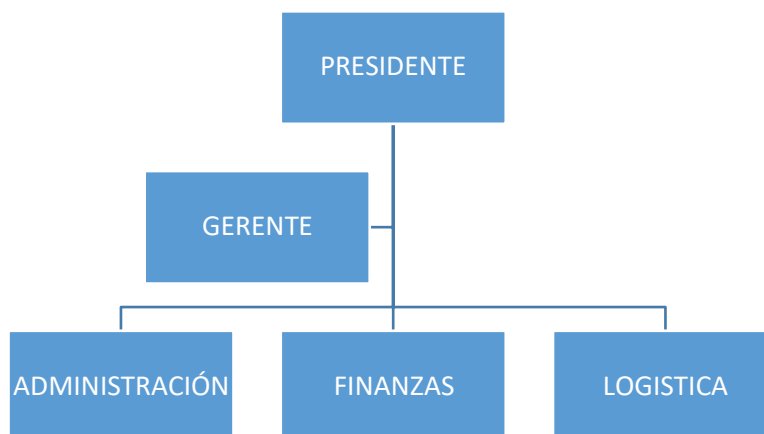 PRESIDENTE
GERENTE
ADMINISTRACIÓN
FINANZAS
LOGISTICA